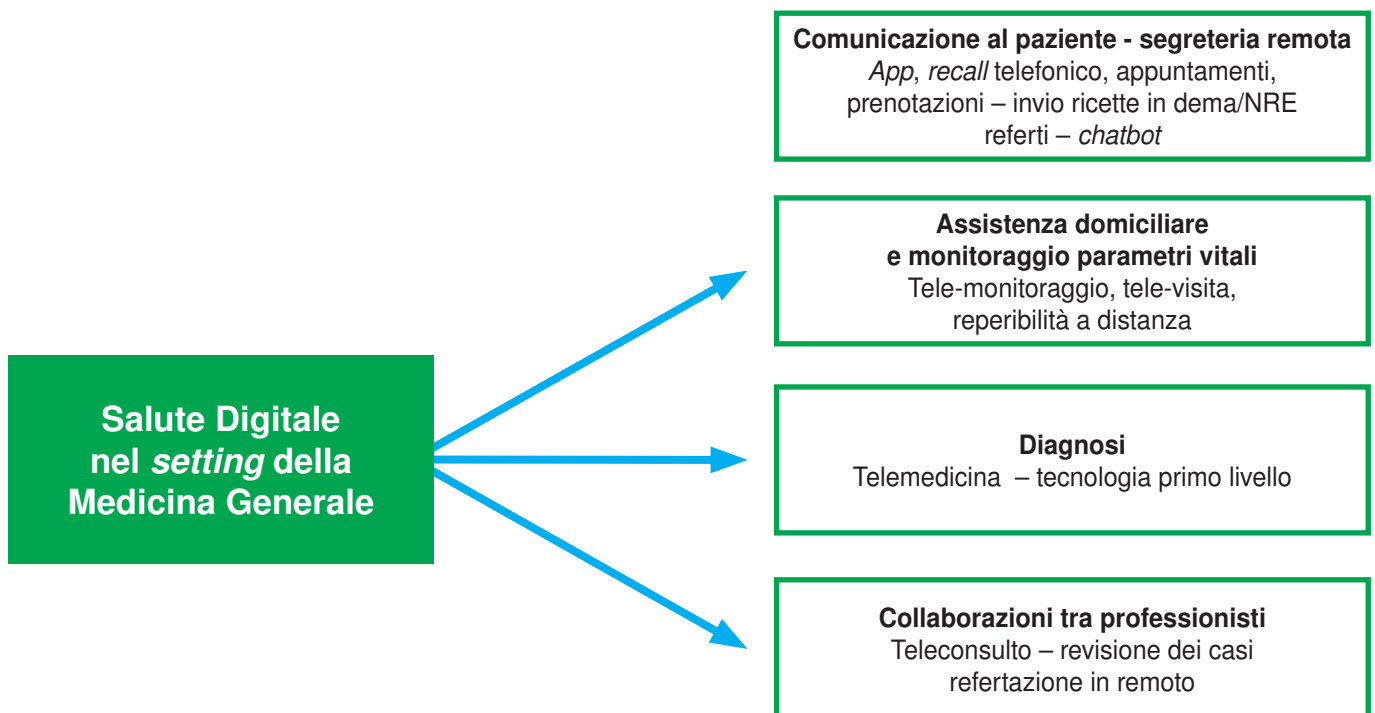 Comunicazione al paziente - segreteria remota
App, recall telefonico, appuntamenti,
prenotazioni – invio ricette in dema/NRE
referti – chatbot
Assistenza domiciliare
e monitoraggio parametri vitali
Tele-monitoraggio, tele-visita,
reperibilità a distanza
Salute Digitale
nel setting della
Medicina Generale
Diagnosi
Telemedicina – tecnologia primo livello
Collaborazioni tra professionisti
Teleconsulto – revisione dei casi
refertazione in remoto